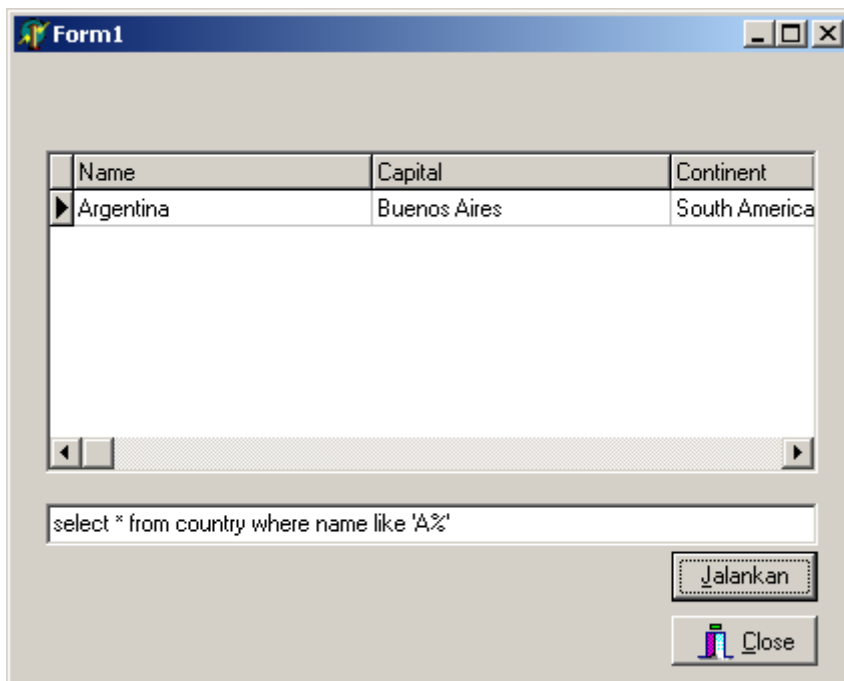 Form1
Name Capital Continent
Argentina Buenos Aires South America
select * from country where name like 'A%'
Jalankan
Close